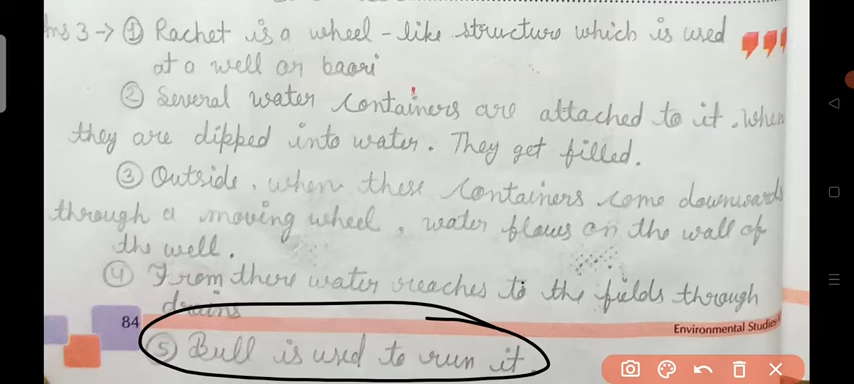 Ans 3 → ① Rachet is a wheel - like structure which is used
at a well or baori
② Several water containers are attached to it. when
they are dipped into water. They get filled.
③ Outside, when these containers come downwards
through a moving wheel, water flows on the wall of
the well.
④ From there water reaches to the fields through
drains
84
Environmental Studies
⑤ Bull is used to run it.